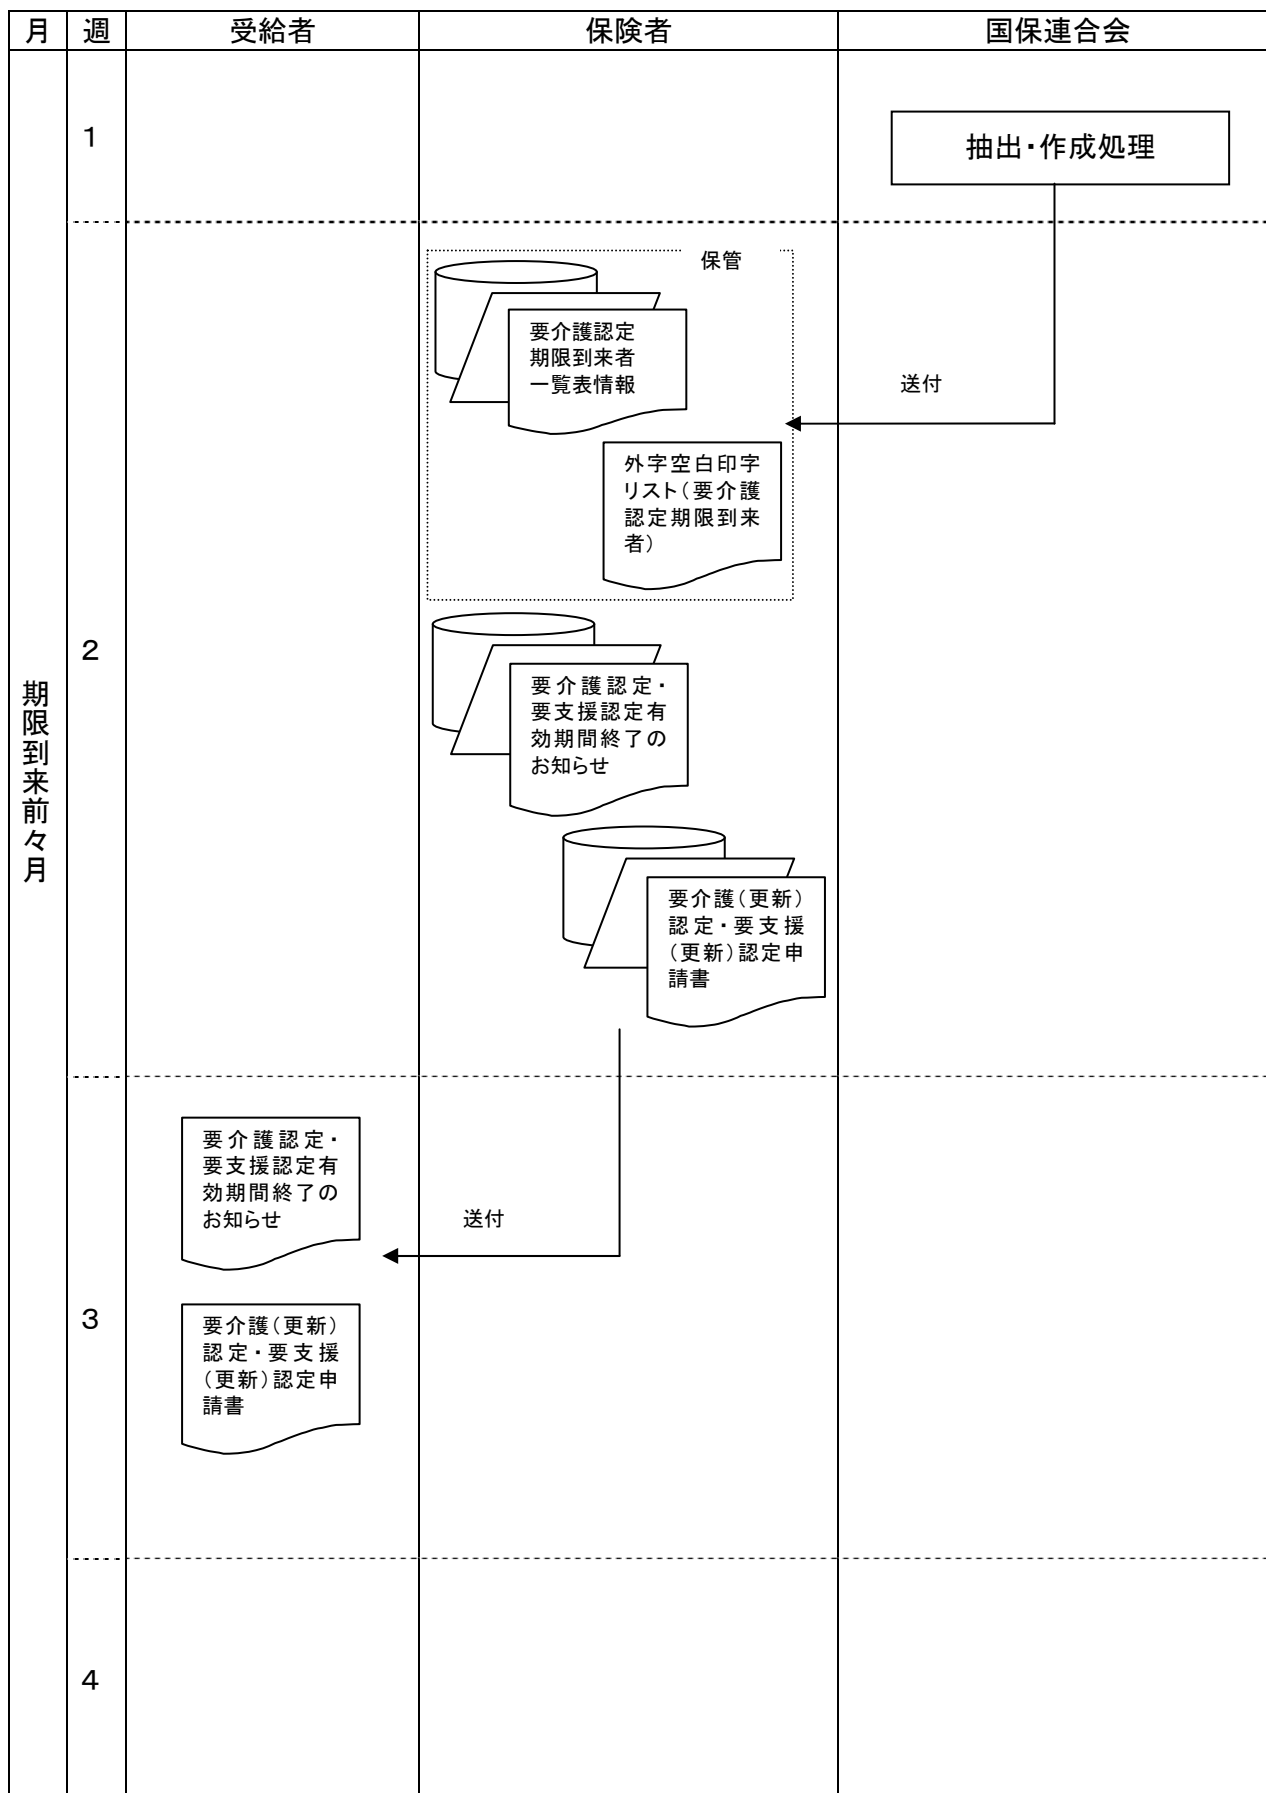 月 週 受給者 保険者 国保連合会
1
抽出・作成処理
保管
要介護認定
期限到来者
一覧表情報
送付
外字空白印字
リスト（要介護
認定期限到来
者）
2
要介護認定・
要支援認定有
効期間終了の
お知らせ
期限到来前々月
要介護（更新）
認定・要支援
（更新）認定申
請書
要介護認定・
要支援認定有
効期間終了の
お知らせ
送付
3
要介護（更新）
認定・要支援
（更新）認定申
請書
4